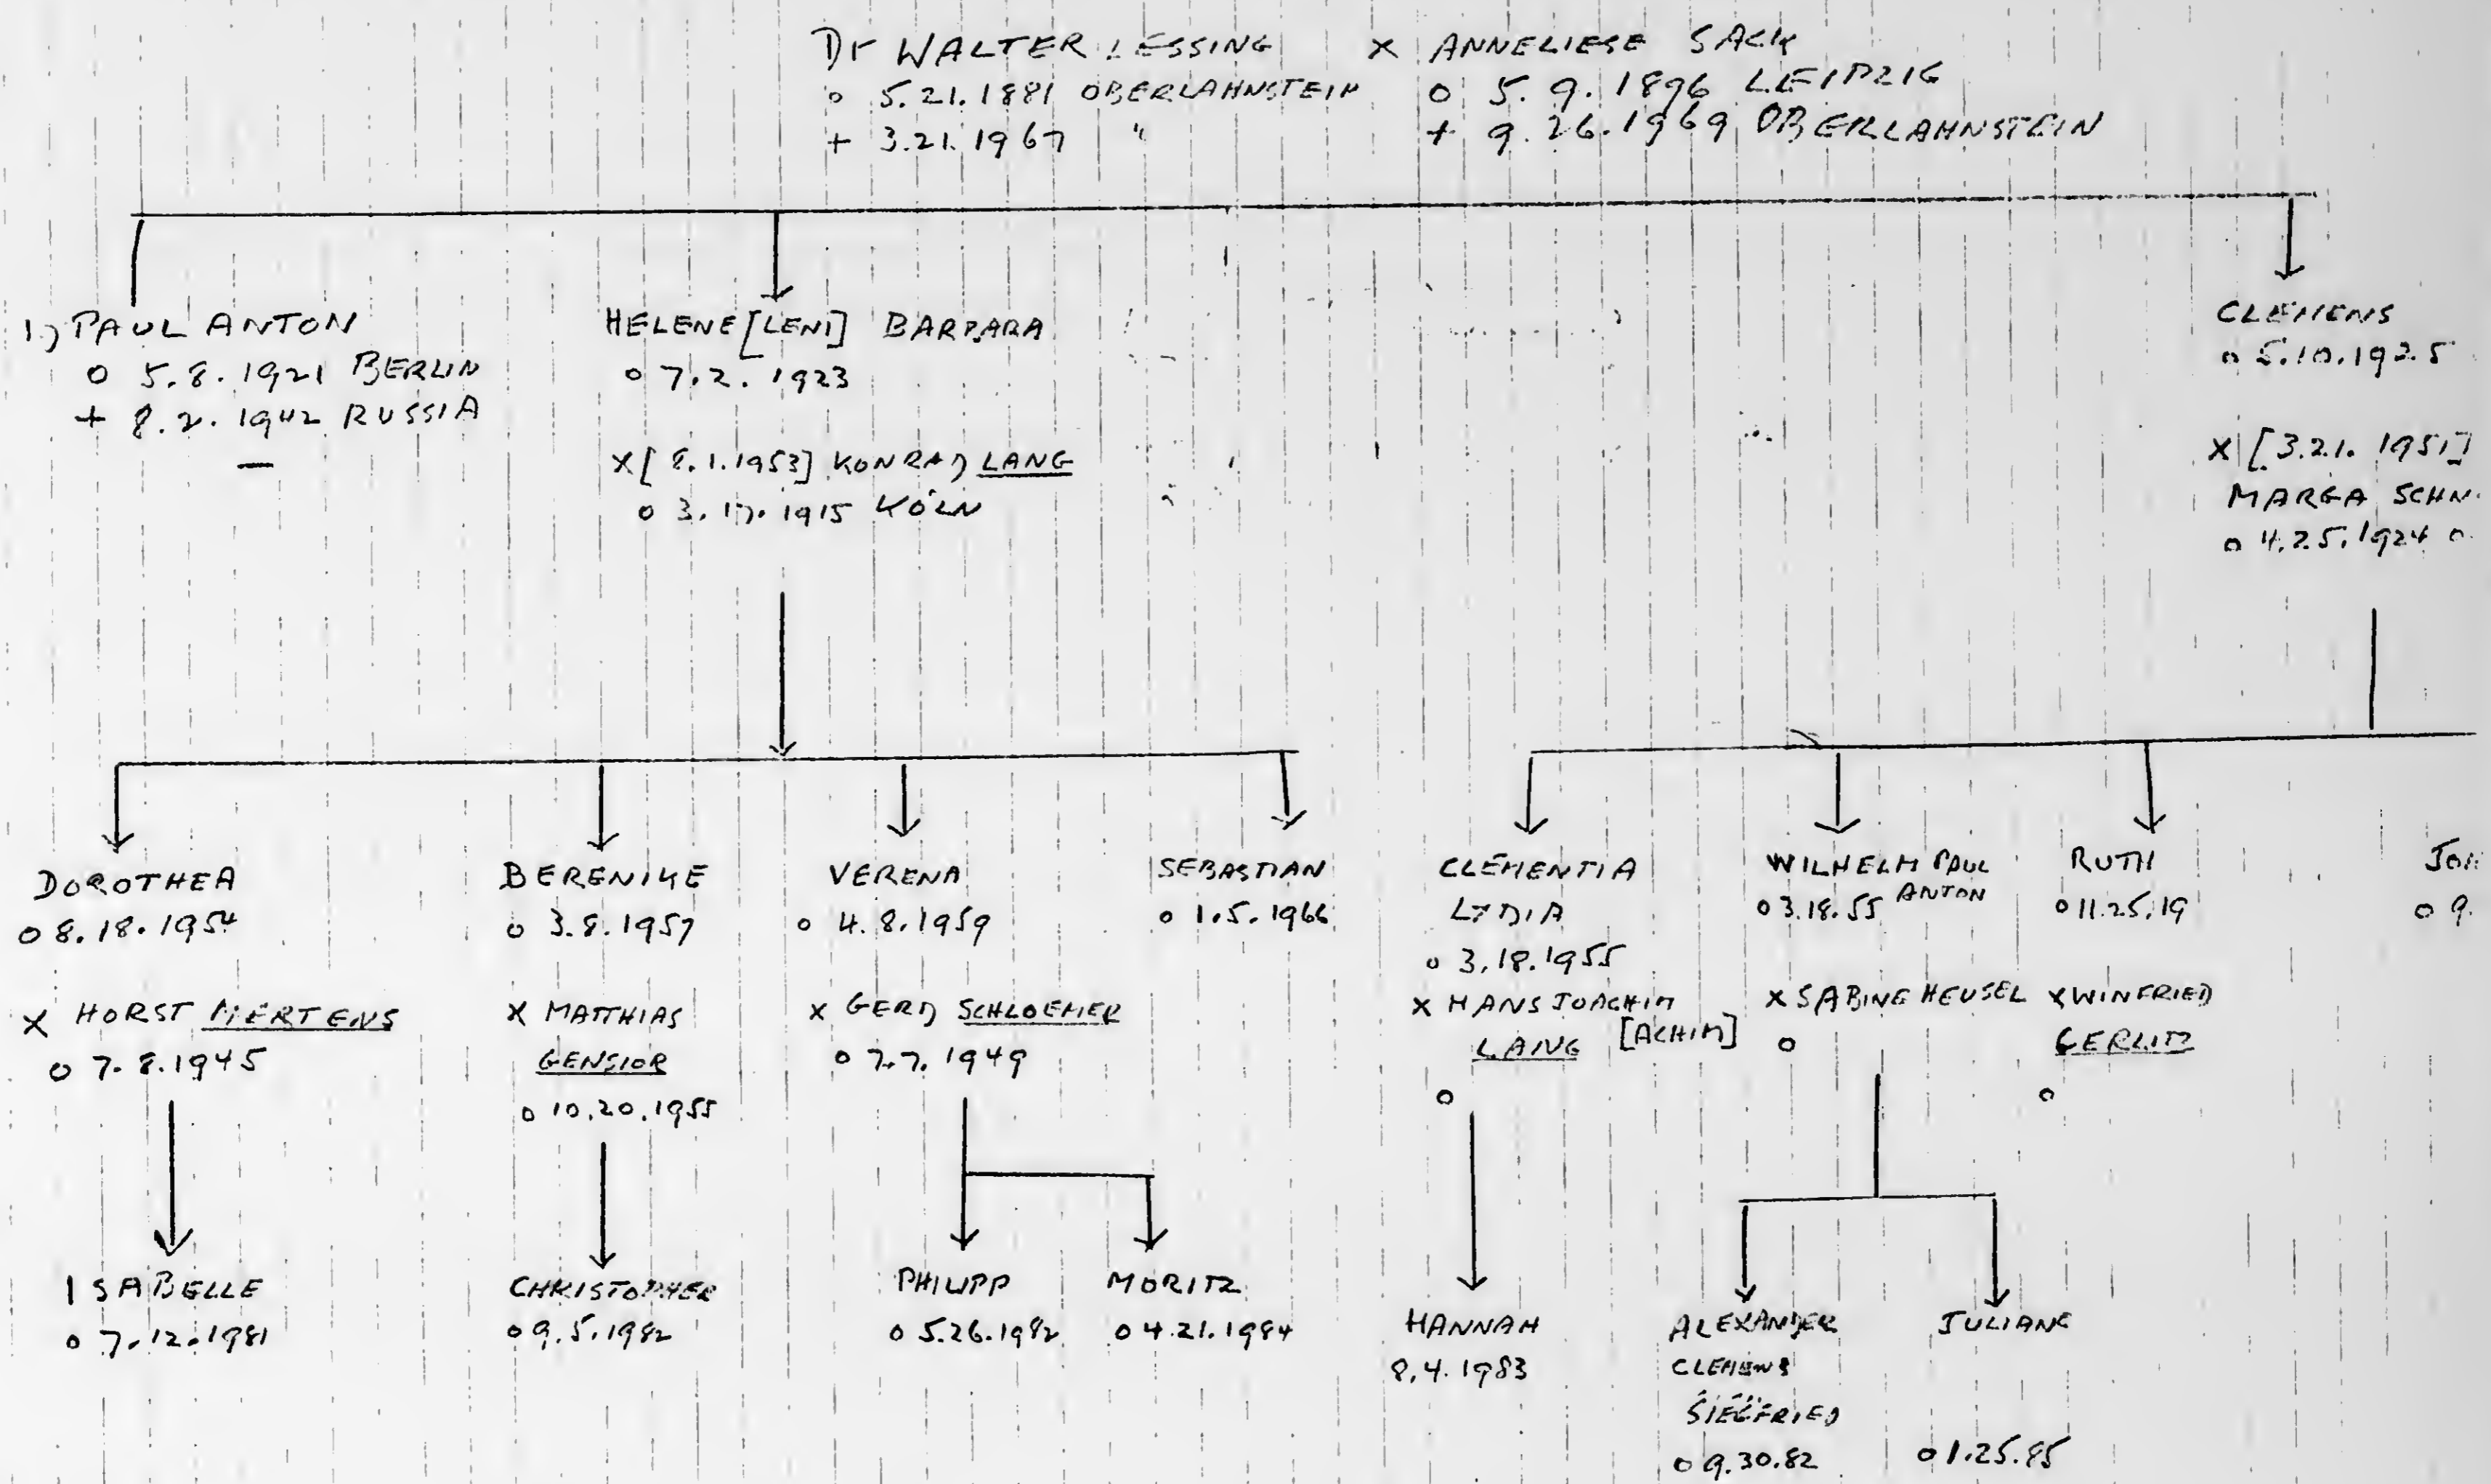 Dr WALTER LESSING x ANNELIESE SACK
o 5.21.1881 OBERLAHNSTEIN o 5.9.1896 LEIPZIG
+ 3.21.1967 " + 9.26.1969 OBERLAHNSTEIN
1.) PAUL ANTON
o 5.8.1921 BERLIN
+ 8.2.1942 RUSSIA
—
HELENE [LENI] BARBARA
o 7.2.1923
x [8.1.1953] KONRAD LANG
o 3.17.1915 KÖLN
CLEMENS
o 5.10.1925
x [3.21.1951]
MARGA SCHN
o 4.25.1924 o
DOROTHEA
o 8.18.1954
x HORST MERTENS
o 7.8.1945
BERENIKE
o 3.8.1957
x MATTHIAS
GENSIOR
o 10.20.1955
VERENA
o 4.8.1959
x GERD SCHLOEMER
o 7.7.1949
SEBASTIAN
o 1.5.1966
CLEMENTIA
LYDIA
o 3.18.1955
x HANS JOACHIM
LANG [ACHIM]
o
WILHELM PAUL
ANTON
o 3.18.55
x SABINE HEUSEL
o
RUTH
o 11.25.19
x WINFRIED
GERLITZ
o
JOH
o 9.
ISABELLE
o 7.12.1981
CHRISTOPHER
o 9.5.1982
PHILIPP
o 5.26.1982
MORITZ
o 4.21.1984
HANNAH
8.4.1983
ALEXANDER
CLEMENS
SIEGFRIED
o 9.30.82
JULIANE
o 1.25.85